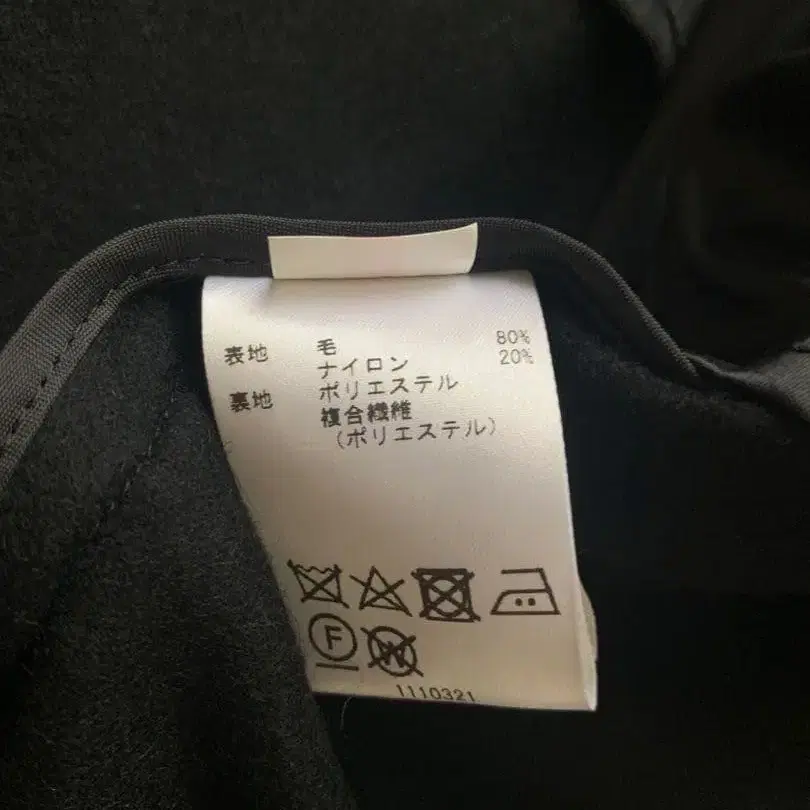 表地 毛 80%
ナイロン 20%
裏地 ポリエステル
複合繊維
(ポリエステル)
F
W
1110321